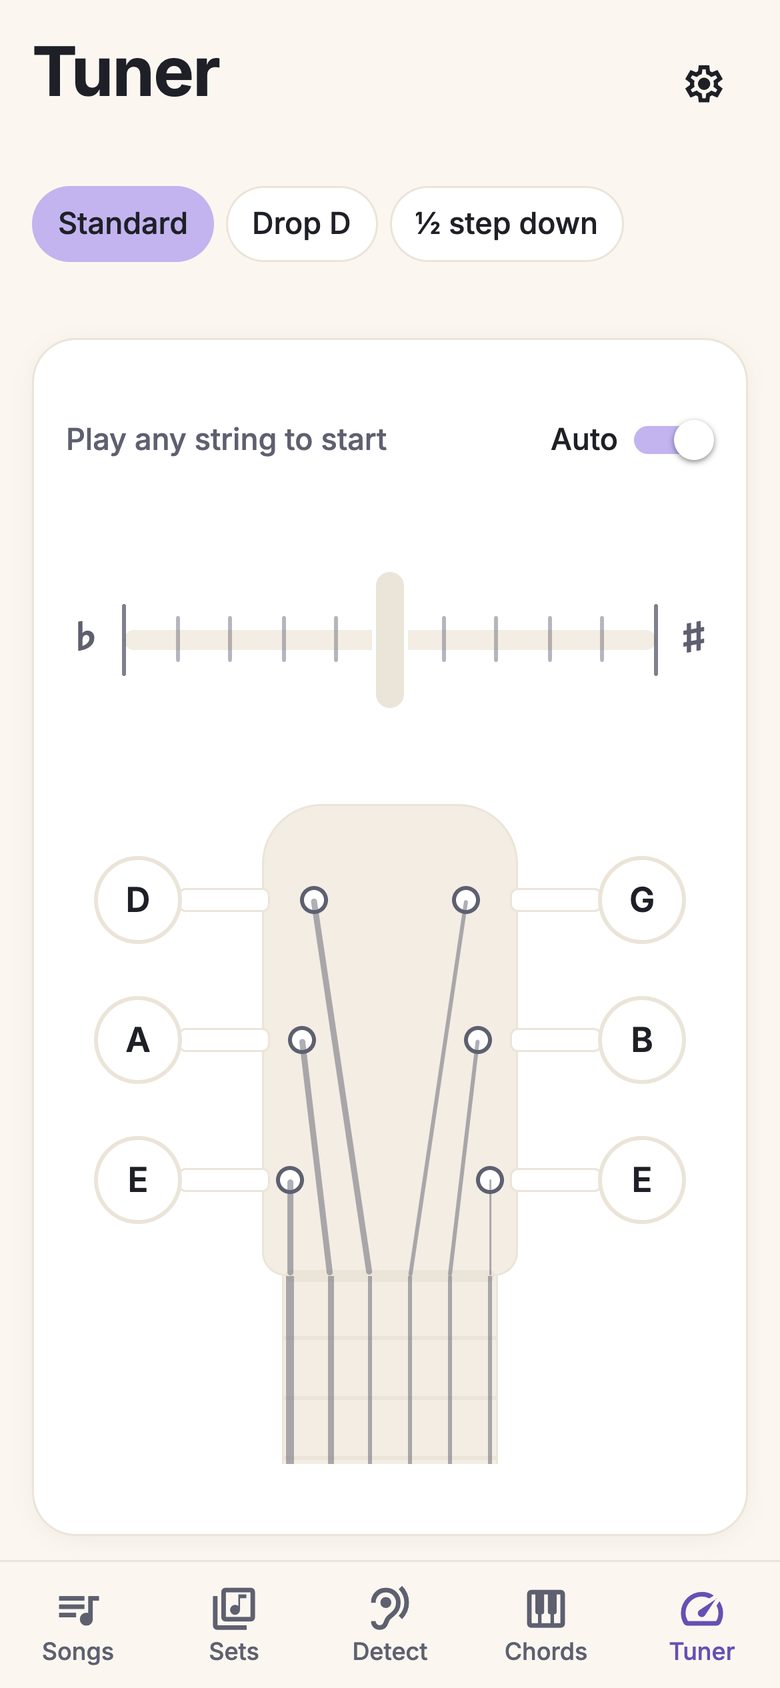 Tuner
Standard
Drop D
½ step down
Play any string to start
Auto
♭
♯
D
G
A
B
E
E
Songs
Sets
Detect
Chords
Tuner